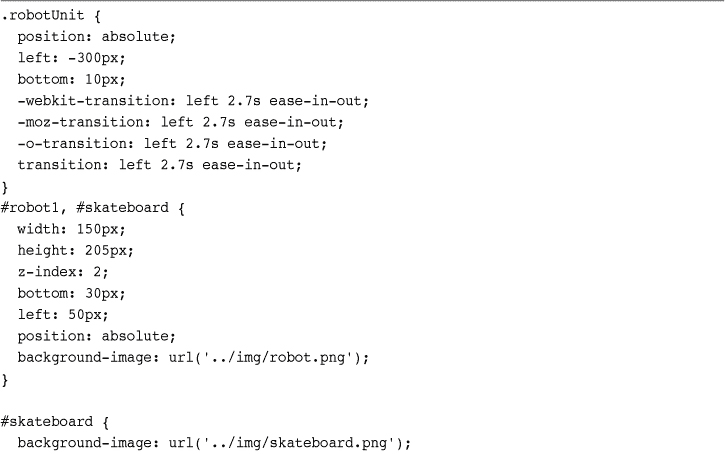 .robotUnit {
  position: absolute;
  left: -300px;
  bottom: 10px;
  -webkit-transition: left 2.7s ease-in-out;
  -moz-transition: left 2.7s ease-in-out;
  -o-transition: left 2.7s ease-in-out;
  transition: left 2.7s ease-in-out;
}
#robot1, #skateboard {
  width: 150px;
  height: 205px;
  z-index: 2;
  bottom: 30px;
  left: 50px;
  position: absolute;
  background-image: url('../img/robot.png');
}

#skateboard {
  background-image: url('../img/skateboard.png');